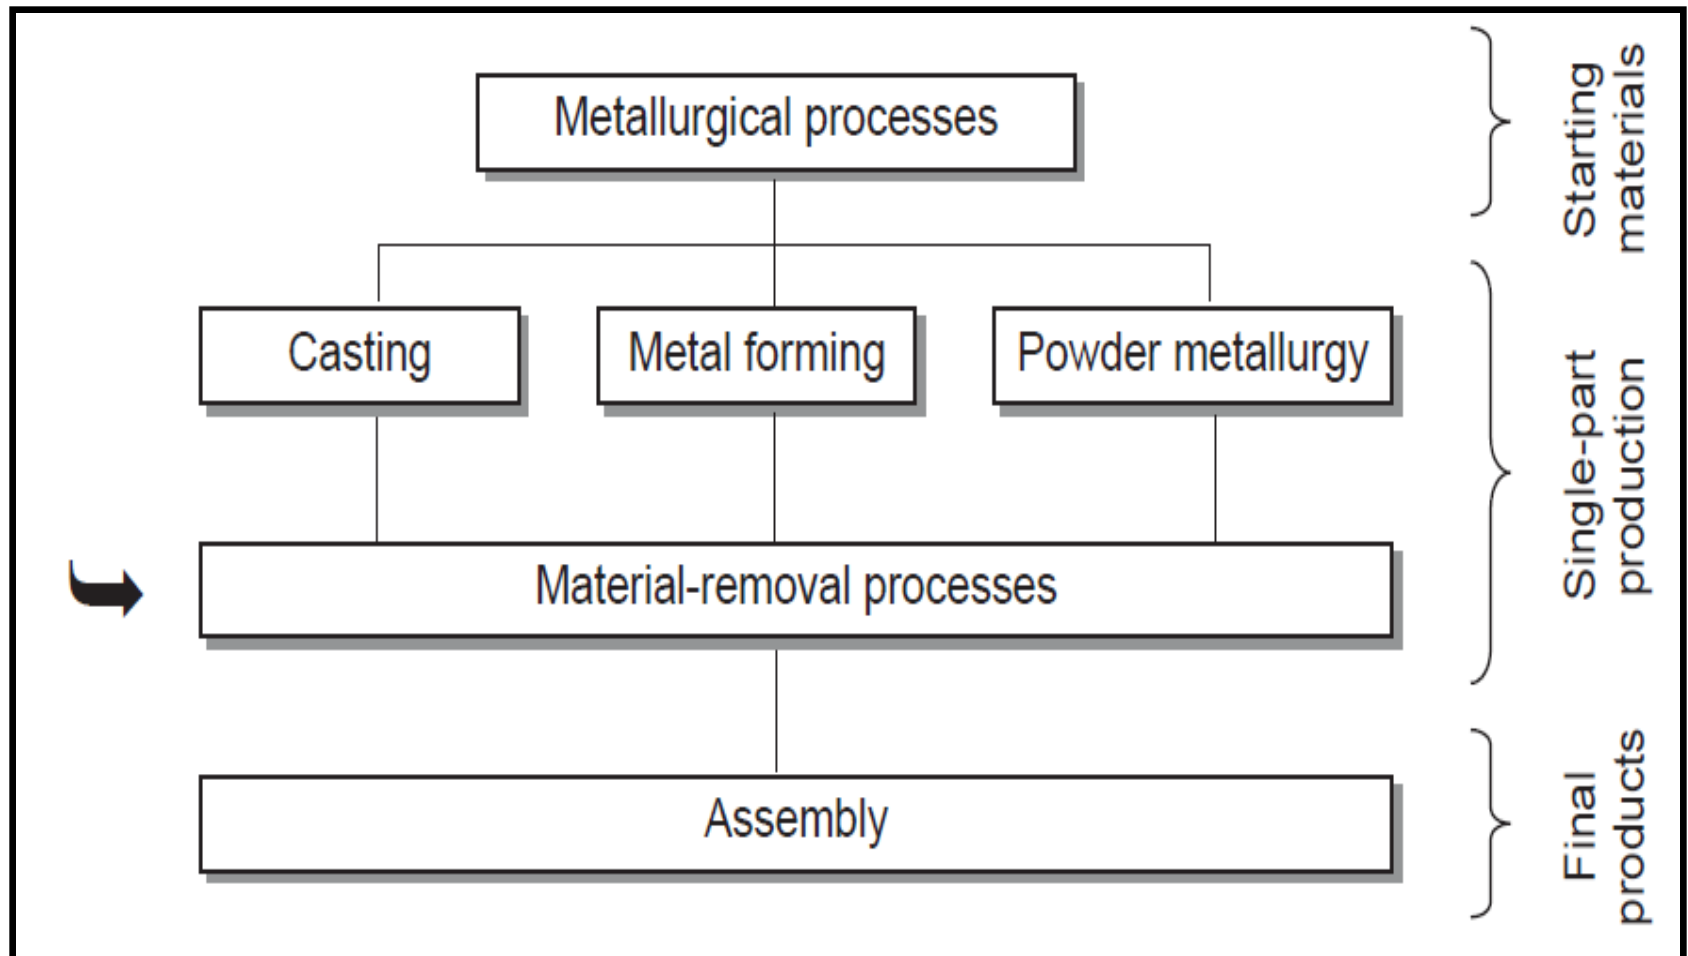 Metallurgical processes
Starting
materials
Casting
Metal forming
Powder metallurgy
Single-part
production
Material-removal processes
Assembly
Final
products